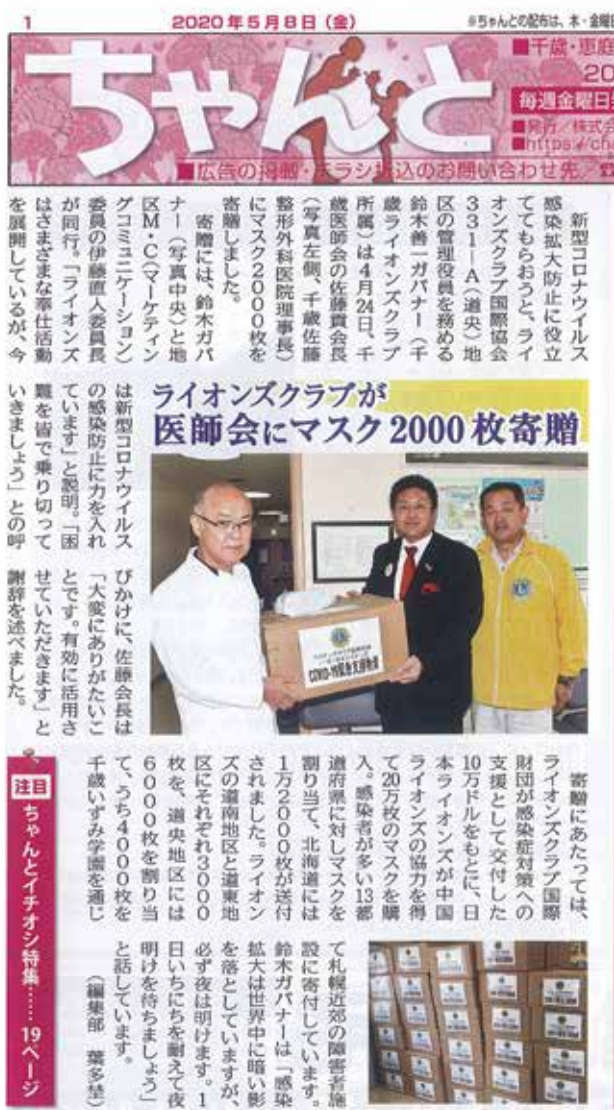 1
2020年5月8日（金）
※ちゃんとの配布は、木・金曜
ちゃんと
■千歳・恵庭
20
毎週金曜日
■発行／株式
■https://ch
■広告の掲載・チラシ折込のお問い合わせ先／☎
新型コロナウイルス
感染拡大防止に役立
ててもらおうと、ライ
オンズクラブ国際協会
331―A（道央）地
区の管理役員を務める
鈴木善一ガバナー（千
歳ライオンズクラブ
所属）は4月24日、千
歳医師会の佐藤貴会長
（写真左側、千歳佐藤
整形外科医院理事長）
にマスク2000枚を
寄贈しました。
寄贈には、鈴木ガバ
ナー（写真中央）と地
区M・C（マーケティン
グコミュニケーション）
委員の伊藤直人委員長
が同行。「ライオンズ
はさまざまな奉仕活動
を展開しているが、今
ライオンズクラブが
医師会にマスク2000枚寄贈
は新型コロナウイルス
の感染防止に力を入れ
ています」と説明。「困
難を皆で乗り切って
いきましょう」との呼
びかけに、佐藤会長は
「大変にありがたいこ
とです。有効に活用さ
せていただきます」と
謝辞を述べました。
COVID-19緊急支援物資
寄贈にあたっては、
ライオンズクラブ国際
財団が感染症対策への
支援として交付した
10万ドルをもとに、日
本ライオンズが中国
ライオンズの協力を得
て20万枚のマスクを購
入。感染者が多い13都
道府県に対しマスクを
割り当て、北海道には
1万2000枚が送付
されました。ライオン
ズの道南地区と道東地
区にそれぞれ3000
枚を、道央地区には
6000枚を割り当
て、うち4000枚を
千歳いずみ学園を通じ
て札幌近郊の障害者施
設に寄付しています。
鈴木ガバナーは「感染
拡大は世界中に暗い影
を落としていますが、
必ず夜は明けます。1
日いちにちを耐えて夜
明けを待ちましょう」
と話しています。
（編集部　葉多埜）
注目 ちゃんとイチオシ特集……19ページ